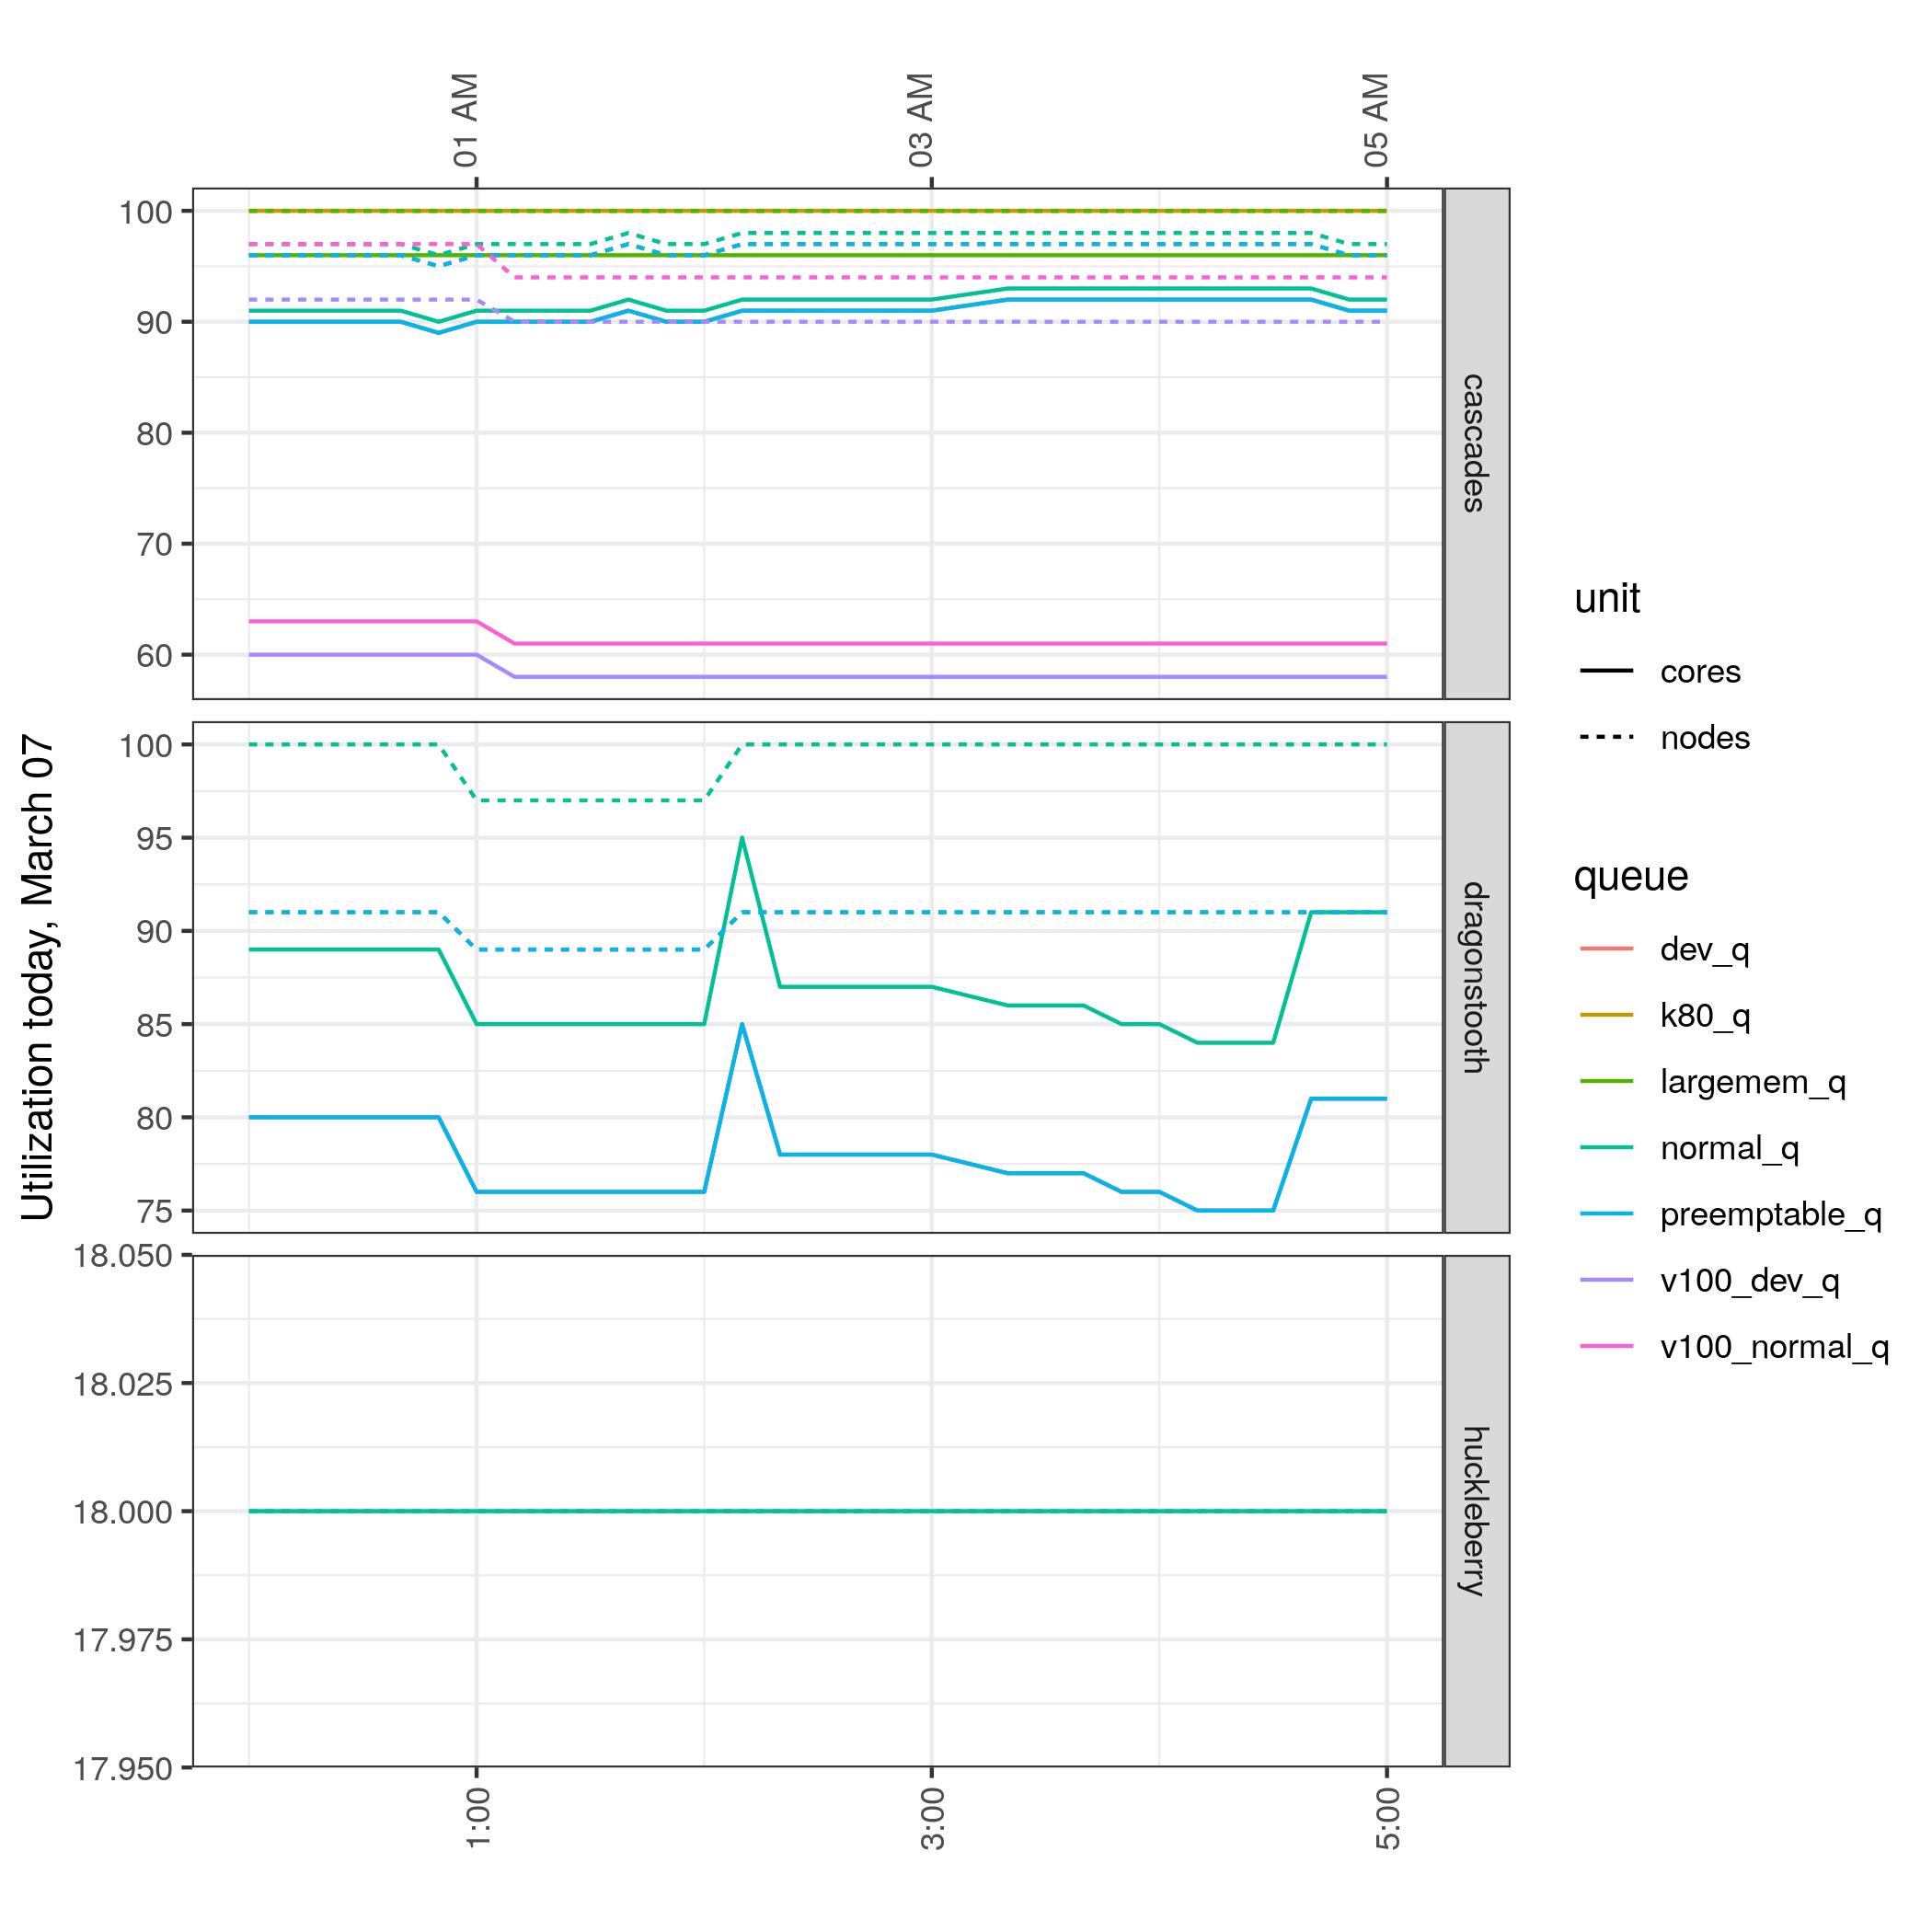 01 AM
03 AM
05 AM
100
90
80
70
60
cascades
Utilization today, March 07
100
95
90
85
80
75
dragonstooth
18.050
18.025
18.000
17.975
17.950
huckleberry
1:00
3:00
5:00
unit
cores
nodes
queue
dev_q
k80_q
largemem_q
normal_q
preemptable_q
v100_dev_q
v100_normal_q